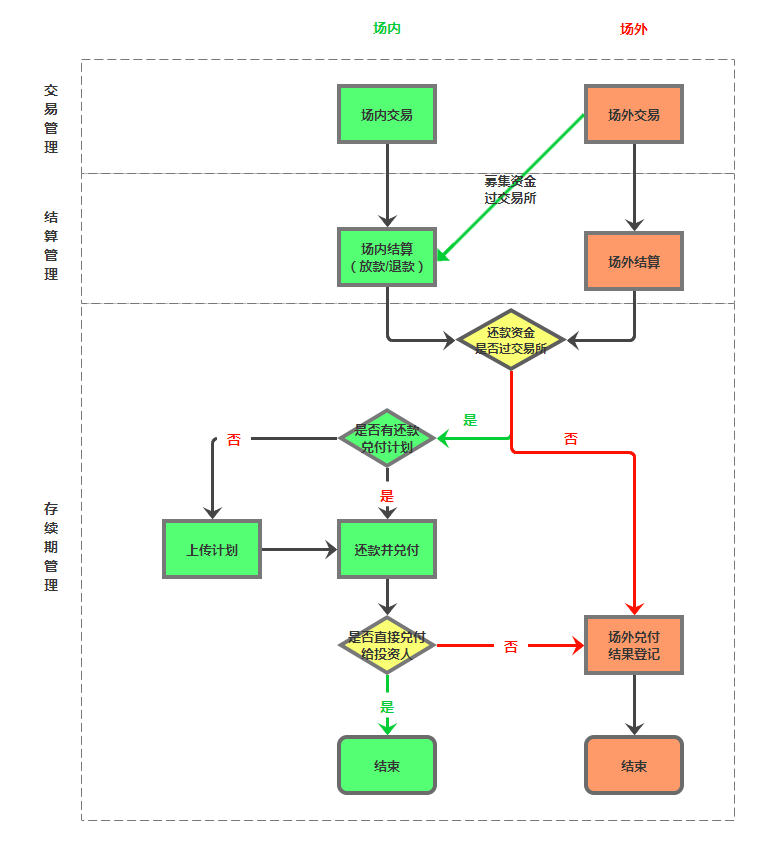 场内
场外
交
易
管
理
场内交易
场外交易
募集资金
过交易所
结
算
管
理
场内结算
（放款/退款）
场外结算
还款资金
是否过交易所
是
否
是否有还款
兑付计划
否
是
存
续
期
管
理
上传计划
还款并兑付
是否直接兑付
给投资人
否
场外兑付
结果登记
是
结束
结束